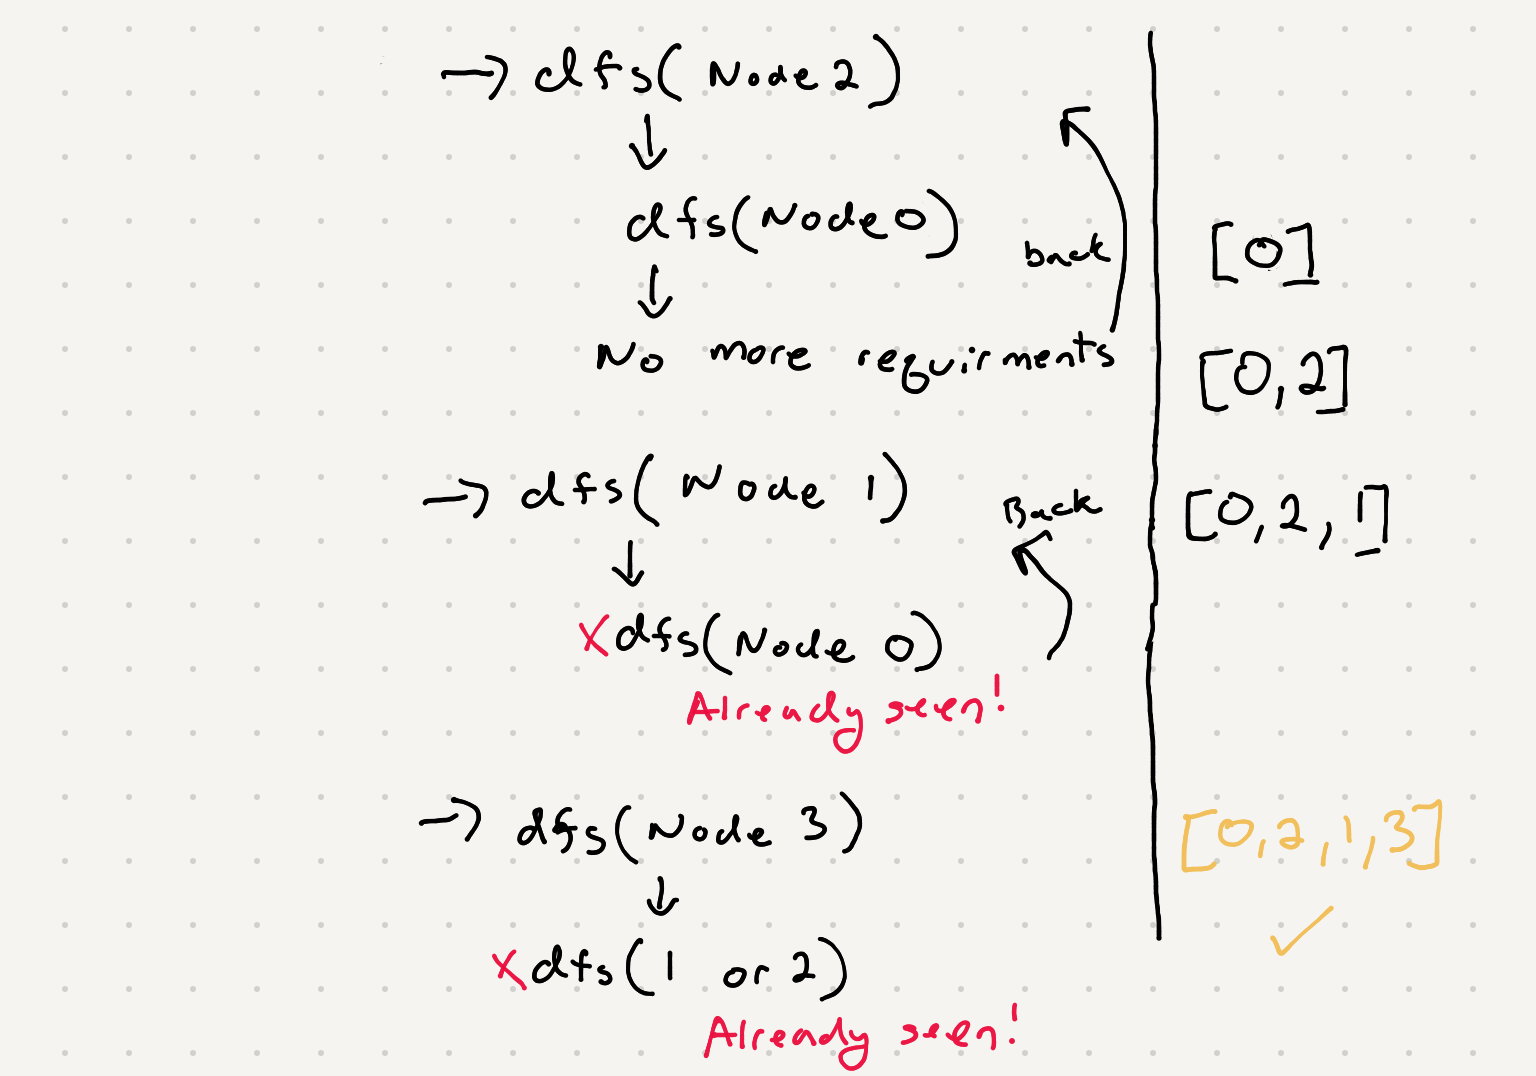 → dfs(Node 2)
↓
dfs(Node 0)
back
[0]
↓
No more requirments
[0,2]
→ dfs(Node 1)
Back
[0,2,1]
↓
X dfs(Node 0)
Already seen!
→ dfs(Node 3)
[0,2,1,3]
↓
✓
X dfs(1 or 2)
Already seen!